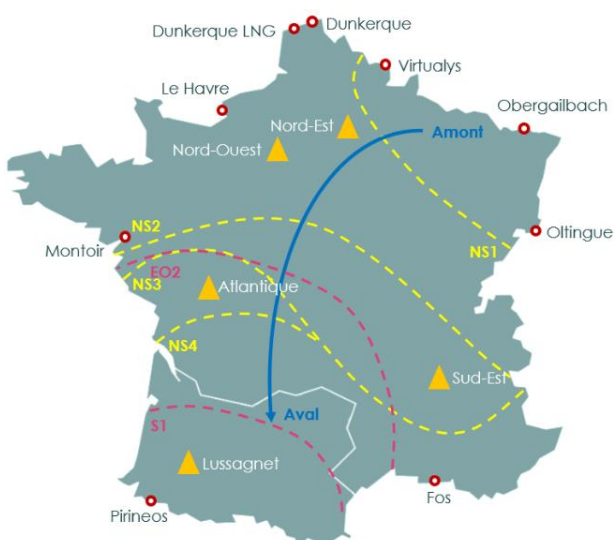 Dunkerque LNG
Dunkerque
Virtualys
Le Havre
Obergailbach
Nord-Est
Amont
Nord-Ouest
NS2
Oltingue
Montoir
NS1
EO2
NS3
Atlantique
NS4
Sud-Est
S1
Aval
Lussagnet
Fos
Pirineos